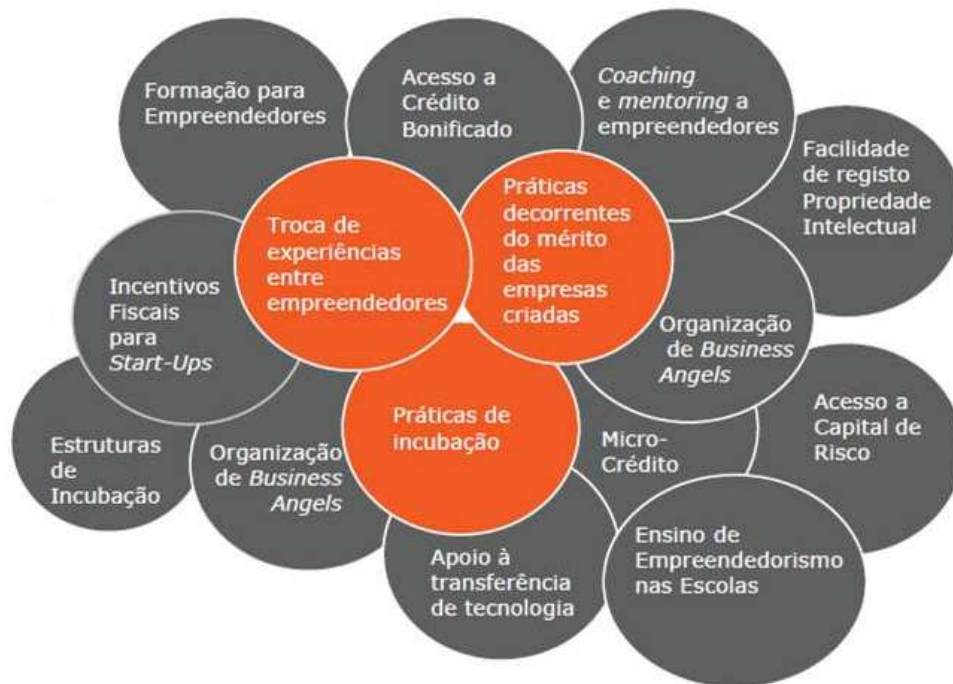 Formação para
Empreendedores
Acesso a
Crédito
Bonificado
Coaching
e mentoring a
empreendedores
Facilidade
de registo
Propriedade
Intelectual
Troca de
experiências
entre
empreendedores
Práticas
decorrentes
do mérito
das
empresas
criadas
Incentivos
Fiscais
para
Start-Ups
Organização
de Business
Angels
Práticas de
incubação
Acesso a
Capital de
Risco
Estruturas
de
Incubação
Organização
de Business
Angels
Micro-
Crédito
Apoio à
transferência
de tecnologia
Ensino de
Empreendedorismo
nas Escolas